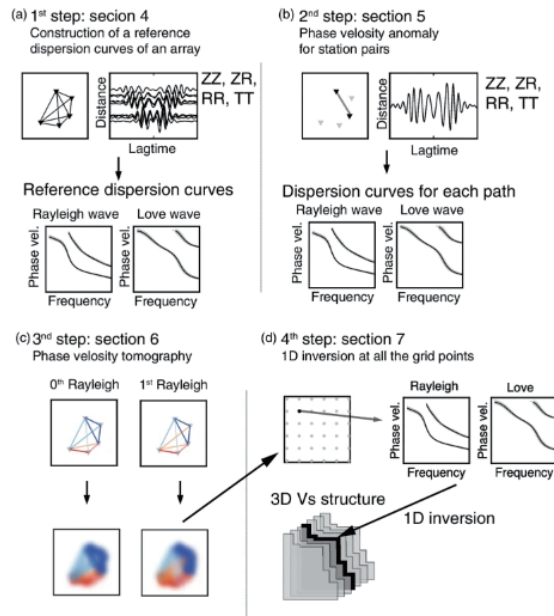 (a) 1st step: secion 4
Construction of a reference
dispersion curves of an array
Distance
ZZ, ZR,
RR, TT
Lagtime
Reference dispersion curves
Rayleigh wave
Love wave
Phase vel.
Phase vel.
Frequency
Frequency
(b) 2nd step: section 5
Phase velocity anomaly
for station pairs
Distance
ZZ, ZR,
RR, TT
Lagtime
Dispersion curves for each path
Rayleigh wave
Love wave
Phase vel.
Phase vel.
Frequency
Frequency
(c) 3nd step: section 6
Phase velocity tomography
0th Rayleigh
1st Rayleigh
(d) 4th step: section 7
1D inversion at all the grid points
Rayleigh
Love
Phase vel.
Phase vel.
Frequency
Frequency
3D Vs structure
1D inversion